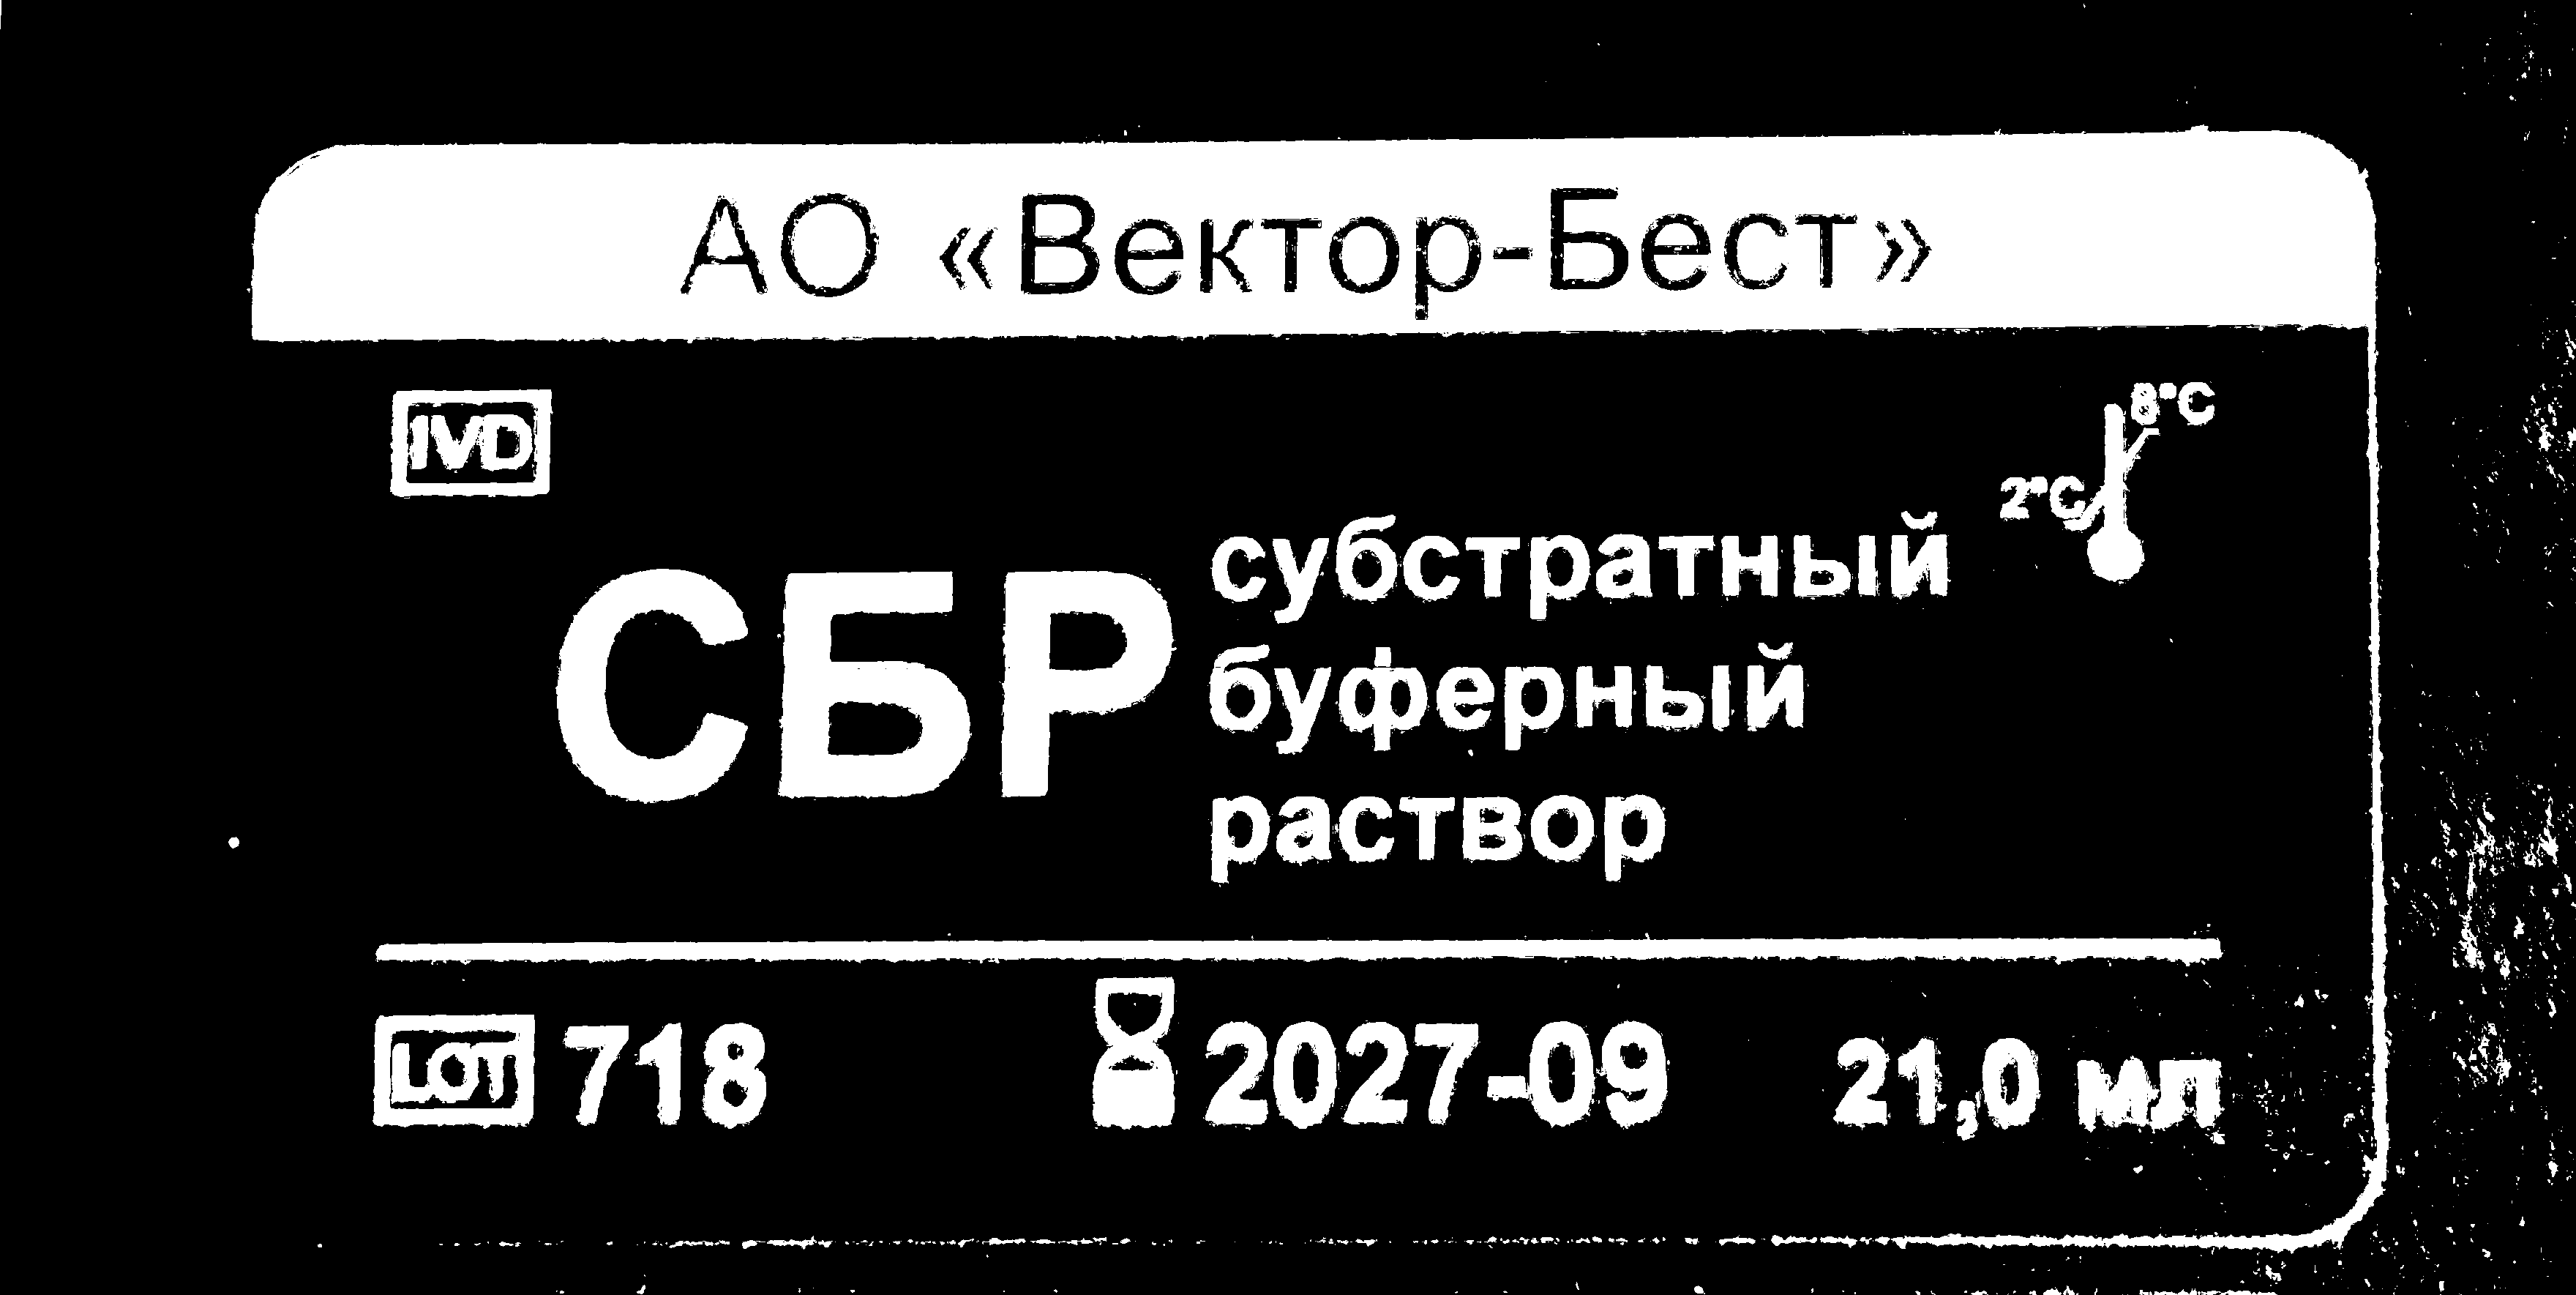 АО «Вектор-Бест»
IVD
8°C
2°C
СБР
субстратный
буферный
раствор
LOT 718
2027-09
21,0 мл